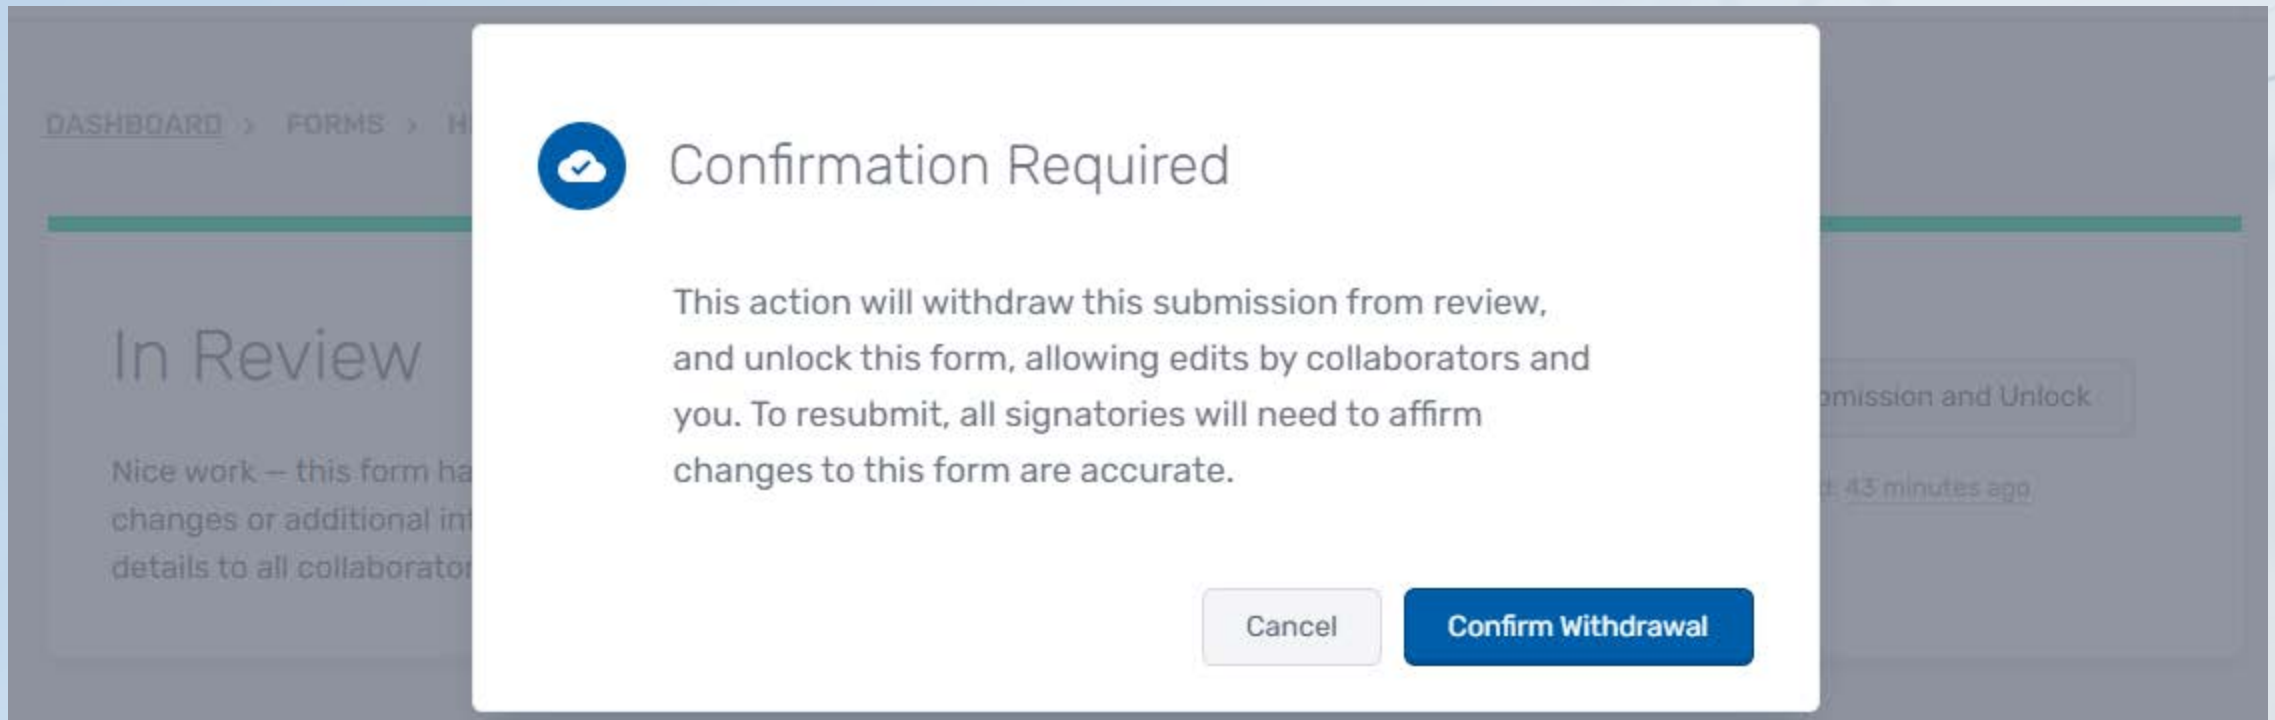 DASHBOARD > FORMS >
Confirmation Required
This action will withdraw this submission from review,
and unlock this form, allowing edits by collaborators and
you. To resubmit, all signatories will need to affirm
changes to this form are accurate.
In Review
and Unlock
Nice work — this form
changes or additional
details to all
43 minutes ago
Cancel
Confirm Withdrawal